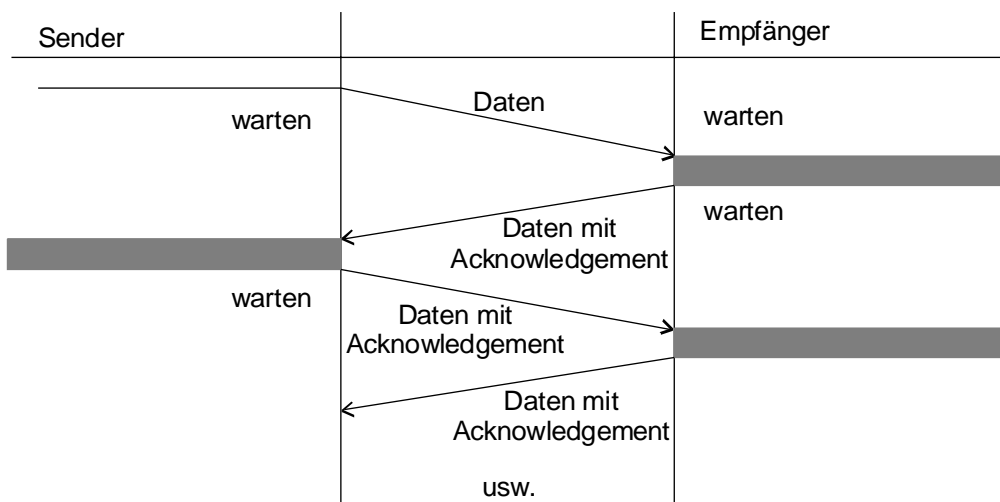 Sender
Empfänger
Daten
warten
warten
warten
Daten mit
Acknowledgement
warten
Daten mit
Acknowledgement
Daten mit
Acknowledgement
usw.